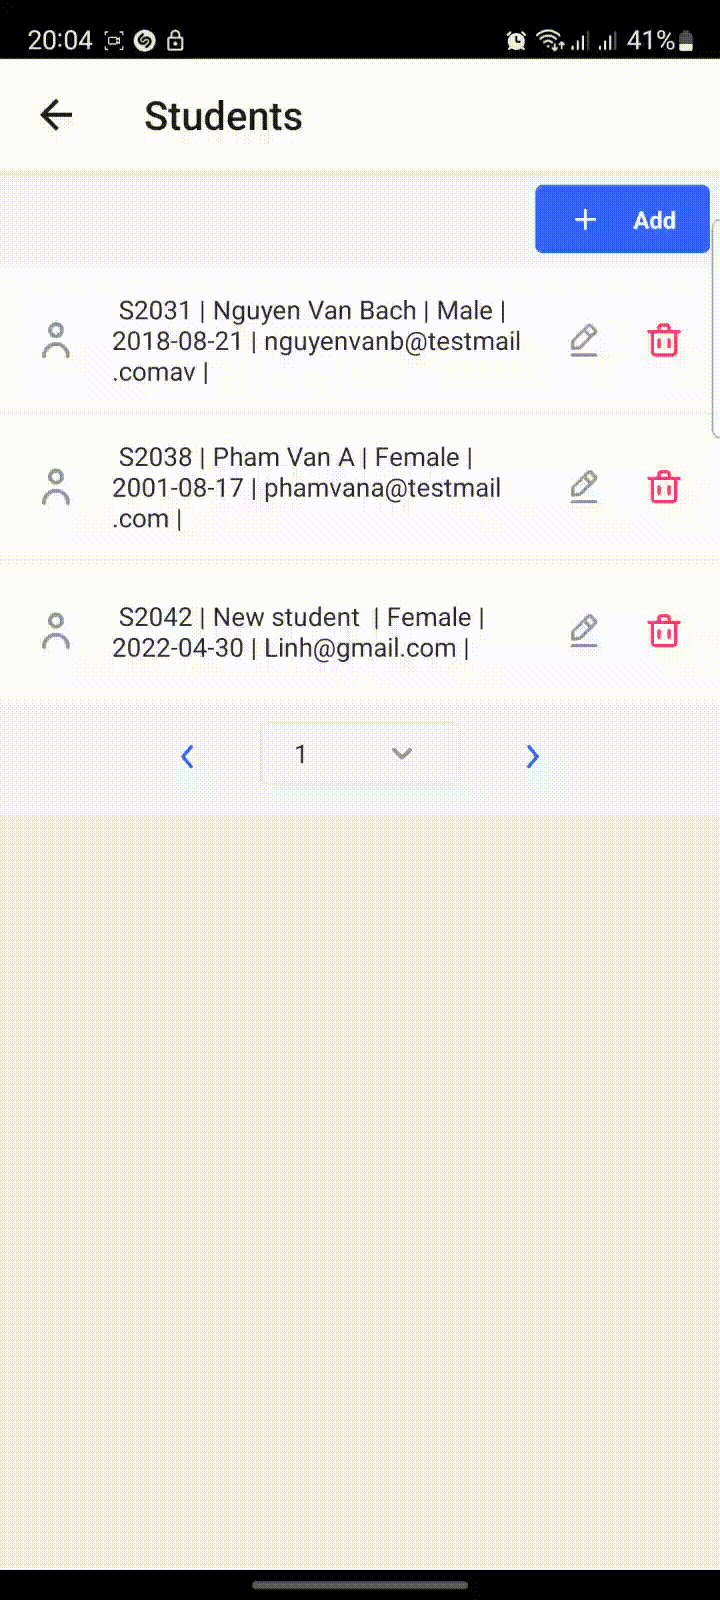 20:04 41%
Students
+ Add
S2031 | Nguyen Van Bach | Male |
2018-08-21 | nguyenvanb@testmail
.comav |
S2038 | Pham Van A | Female |
2001-08-17 | phamvana@testmail
.com |
S2042 | New student  | Female |
2022-04-30 | Linh@gmail.com |
1